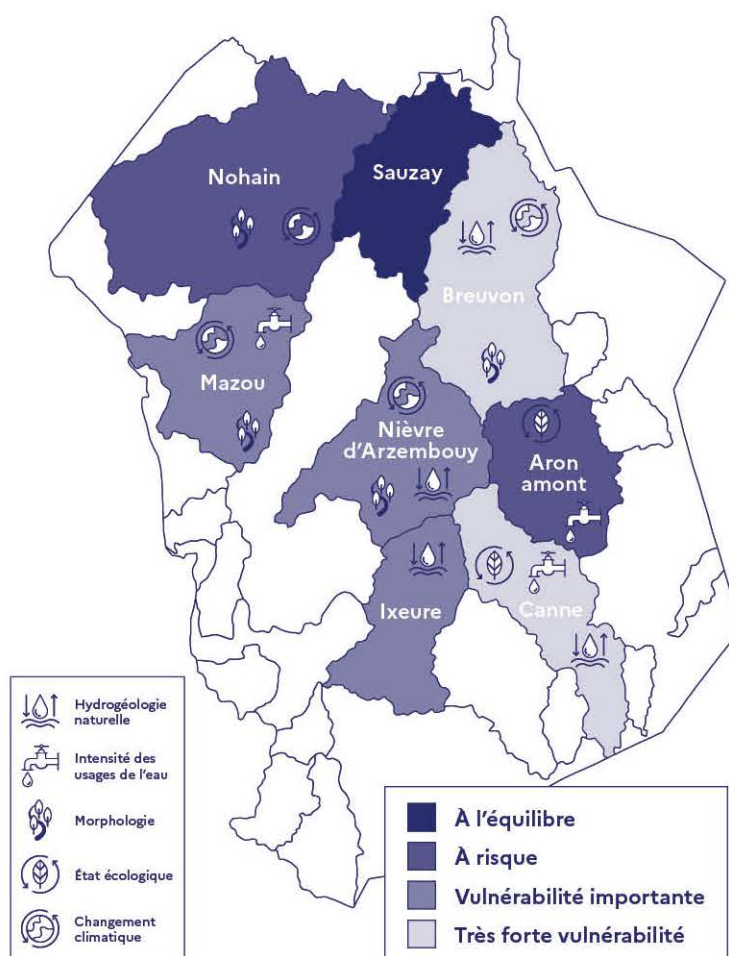 Nohain
Sauzay
Breuvon
Mazou
Nièvre
d'Arzembouy
Aron
amont
Ixeure
Canne
Hydrogéologie
naturelle
Intensité des
usages de l'eau
Morphologie
État écologique
Changement
climatique
À l'équilibre
À risque
Vulnérabilité importante
Très forte vulnérabilité